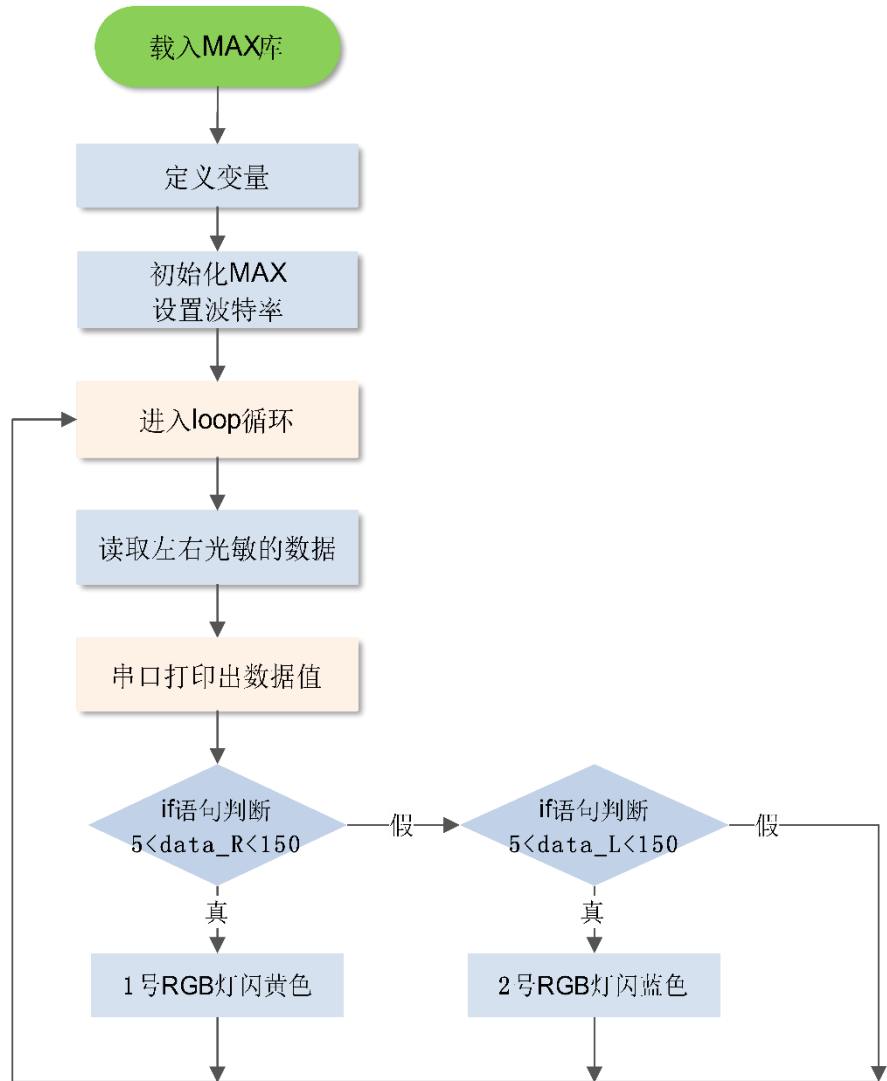 载入MAX库
定义变量
初始化MAX
设置波特率
进入loop循环
读取左右光敏的数据
串口打印出数据值
if语句判断
5<data_R<150
假
if语句判断
5<data_L<150
假
真
真
1号RGB灯闪黄色
2号RGB灯闪蓝色